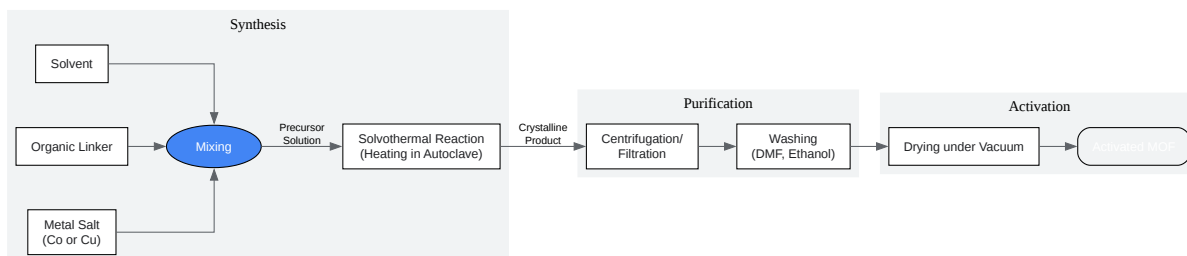 Synthesis
Solvent
Organic Linker
Mixing
Metal Salt
(Co or Cu)
Precursor
Solution
Solvothermal Reaction
(Heating in Autoclave)
Crystalline
Product
Purification
Centrifugation/
Filtration
Washing
(DMF, Ethanol)
Activation
Drying under Vacuum
Activated MOF